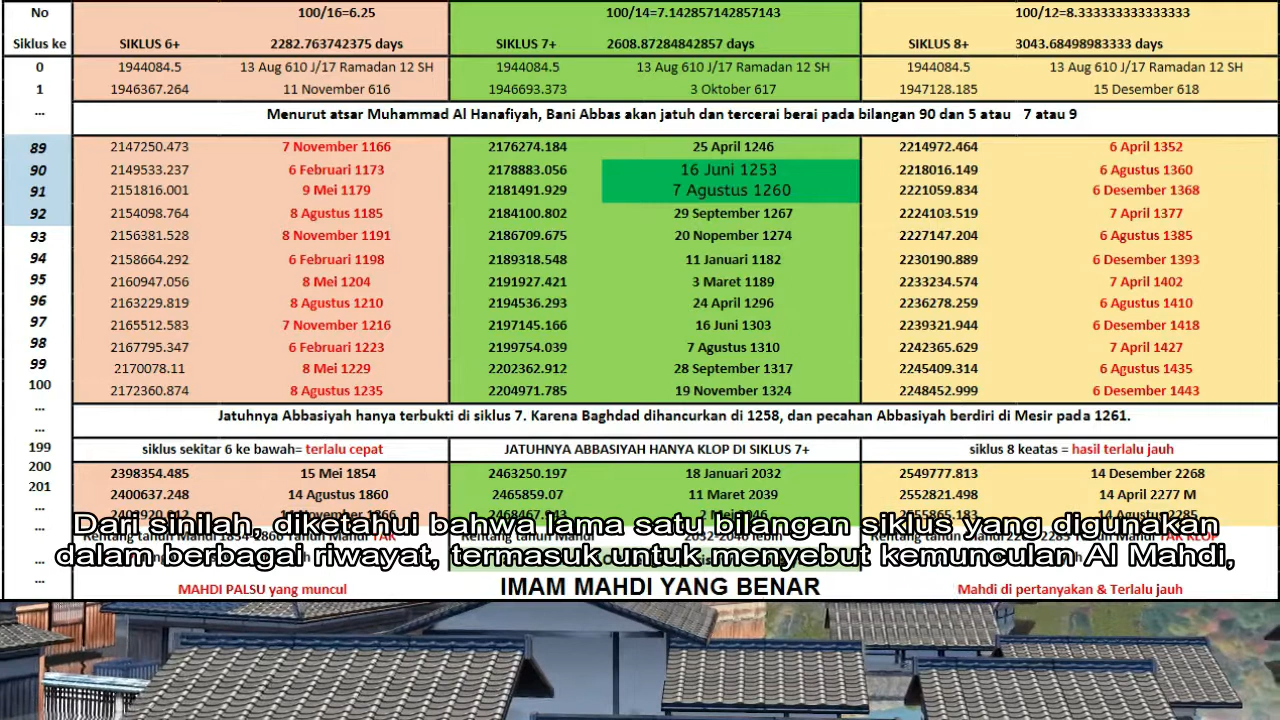 No 100/16=6.25 100/14=7.142857142857143 100/12=8.333333333333333
Siklus ke SIKLUS 6+ 2282.763742375 days SIKLUS 7+ 2608.87284842857 days SIKLUS 8+ 3043.68498983333 days
0 1944084.5 13 Aug 610 J/17 Ramadan 12 SH 1944084.5 13 Aug 610 J/17 Ramadan 12 SH 1944084.5 13 Aug 610 J/17 Ramadan 12 SH
1 1946367.264 11 November 616 1946693.373 3 Oktober 617 1947128.185 15 Desember 618
... Menurut atsar Muhammad Al Hanafiyah, Bani Abbas akan jatuh dan tercerai berai pada bilangan 90 dan 5 atau 7 atau 9
89 2147250.473 7 November 1166 2176274.184 25 April 1246 2214972.464 6 April 1352
90 2149533.237 6 Februari 1173 2178883.056 16 Juni 1253 2218016.149 6 Agustus 1360
91 2151816.001 9 Mei 1179 2181491.929 7 Agustus 1260 2221059.834 6 Desember 1368
92 2154098.764 8 Agustus 1185 2184100.802 29 September 1267 2224103.519 7 April 1377
93 2156381.528 8 November 1191 2186709.675 20 Nopember 1274 2227147.204 6 Agustus 1385
94 2158664.292 6 Februari 1198 2189318.548 11 Januari 1182 2230190.889 6 Desember 1393
95 2160947.056 8 Mei 1204 2191927.421 3 Maret 1189 2233234.574 7 April 1402
96 2163229.819 8 Agustus 1210 2194536.293 24 April 1296 2236278.259 6 Agustus 1410
97 2165512.583 7 November 1216 2197145.166 16 Juni 1303 2239321.944 6 Desember 1418
98 2167795.347 6 Februari 1223 2199754.039 7 Agustus 1310 2242365.629 7 April 1427
99 2170078.11 8 Mei 1229 2202362.912 28 September 1317 2245409.314 6 Agustus 1435
100 2172360.874 8 Agustus 1235 2204971.785 19 November 1324 2248452.999 6 Desember 1443
... Jatuhnya Abbasiyah hanya terbukti di siklus 7. Karena Baghdad dihancurkan di 1258, dan pecahan Abbasiyah berdiri di Mesir pada 1261.
...
199 siklus sekitar 6 ke bawah= terlalu cepat JATUHNYA ABBASIYAH HANYA KLOP DI SIKLUS 7+ siklus 8 keatas = hasil terlalu jauh
200 2398354.485 15 Mei 1854 2463250.197 18 Januari 2032 2549777.813 14 Desember 2268
201 2400637.248 14 Agustus 1860 2465859.07 11 Maret 2039 2552821.498 14 April 2277 M
Dari sinilah, diketahui bahwa lama satu bilangan siklus yang digunakan
dalam berbagai riwayat, termasuk untuk menyebut kemunculan Al Mahdi,
... MAHDI PALSU yang muncul IMAM MAHDI YANG BENAR Mahdi di pertanyakan & Terlalu jauh